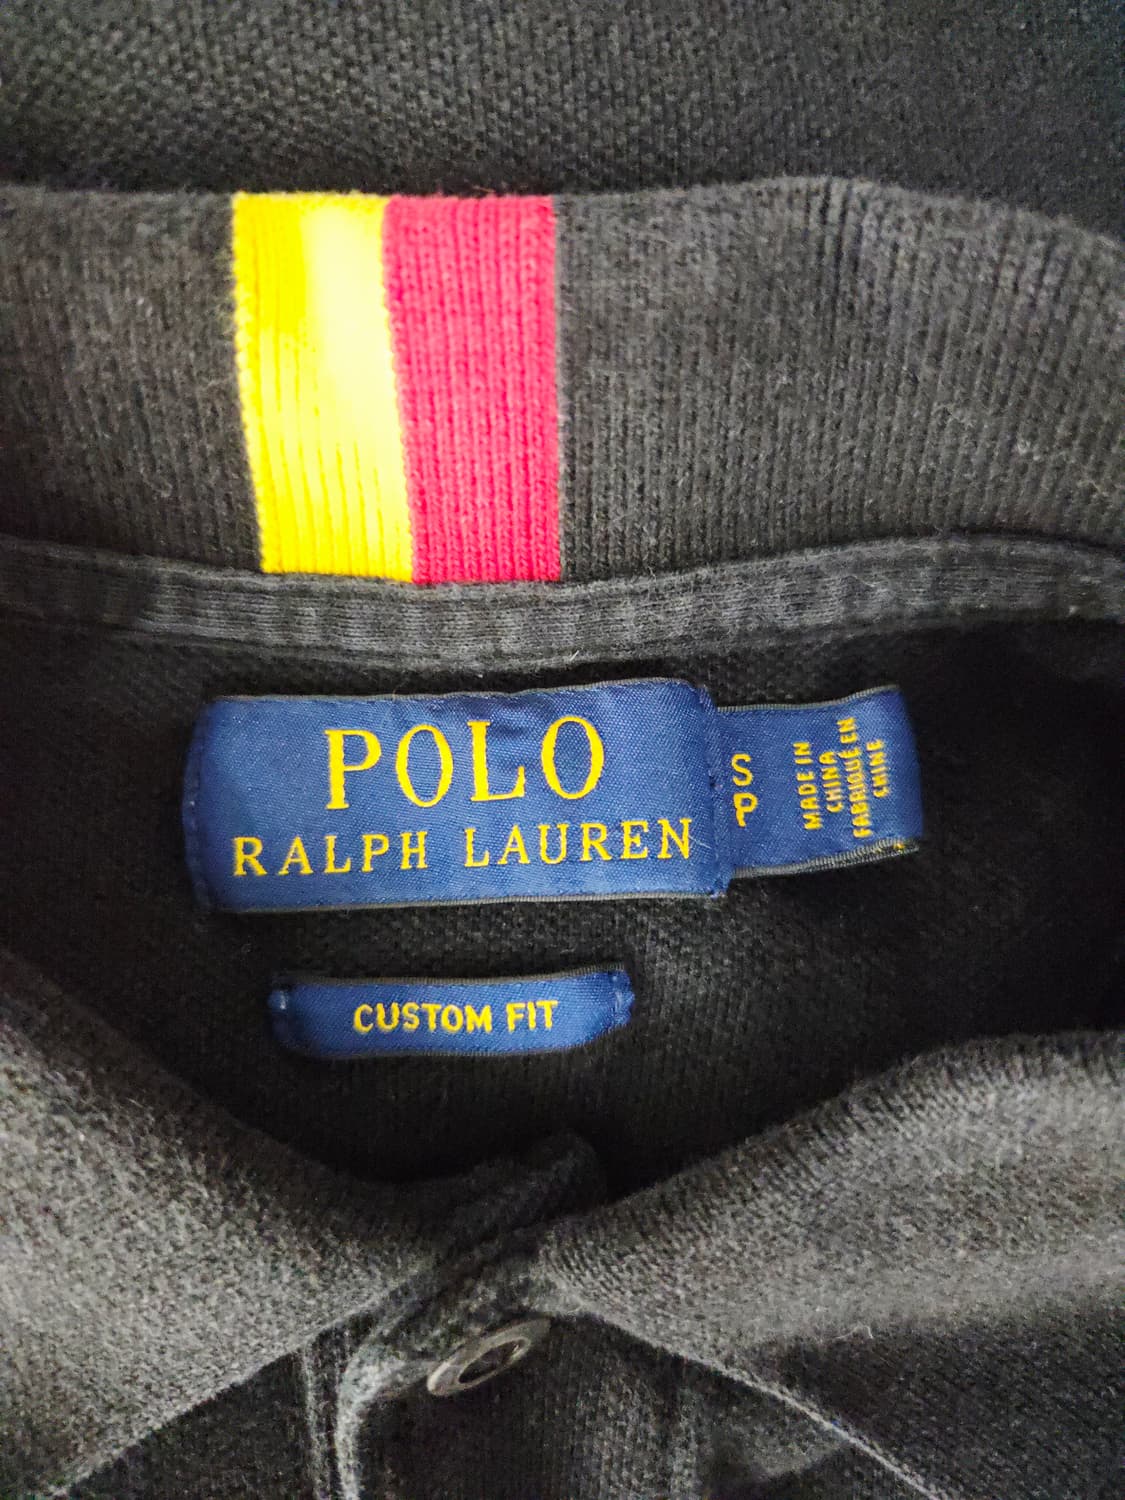 POLO
RALPH LAUREN
S
P
MADE IN
CHINA
FABRIQUÉ EN
CHINE
CUSTOM FIT